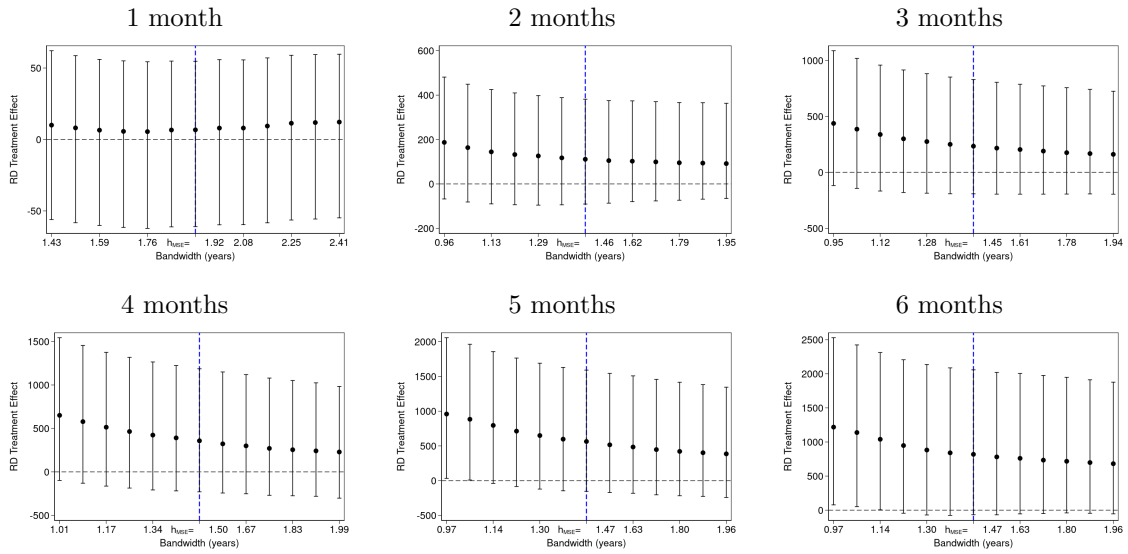 1 month
2 months
3 months
50
0
-50
RD Treatment Effect
1.43 1.59 1.76 hMSE= 1.92 2.08 2.25 2.41
Bandwidth (years)
600
400
200
0
-200
RD Treatment Effect
0.96 1.13 1.29 hMSE= 1.46 1.62 1.79 1.95
Bandwidth (years)
1000
500
0
-500
RD Treatment Effect
0.95 1.12 1.28 hMSE= 1.45 1.61 1.78 1.94
Bandwidth (years)
4 months
5 months
6 months
1500
1000
500
0
-500
RD Treatment Effect
1.01 1.17 1.34 hMSE= 1.50 1.67 1.83 1.99
Bandwidth (years)
2000
1500
1000
500
0
-500
RD Treatment Effect
0.97 1.14 1.30 hMSE= 1.47 1.63 1.80 1.96
Bandwidth (years)
2500
2000
1500
1000
500
0
RD Treatment Effect
0.97 1.14 1.30 hMSE= 1.47 1.63 1.80 1.96
Bandwidth (years)